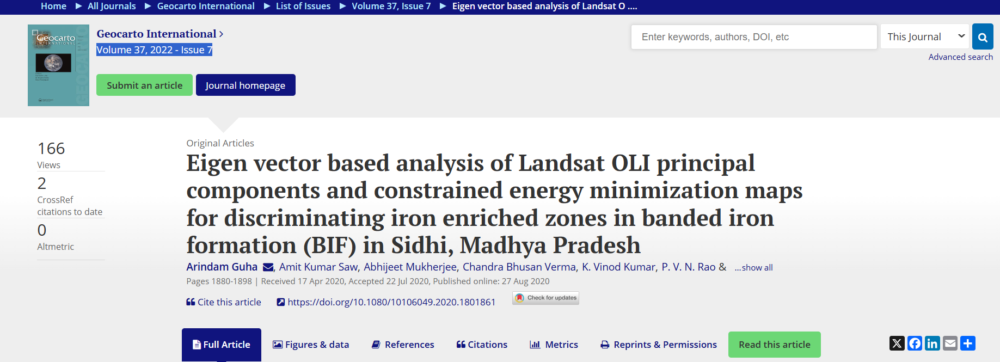 Home ▶ All Journals ▶ Geocarto International ▶ List of Issues ▶ Volume 37, Issue 7 ▶ Eigen vector based analysis of Landsat O ....
Geocarto
INTERNATIONAL
GEOCARTO
Geocarto International >
Volume 37, 2022 - Issue 7
Enter keywords, authors, DOI, etc
This Journal
Advanced search
Submit an article
Journal homepage
166
Views
2
CrossRef
citations to date
0
Altmetric
Original Articles
Eigen vector based analysis of Landsat OLI principal
components and constrained energy minimization maps
for discriminating iron enriched zones in banded iron
formation (BIF) in Sidhi, Madhya Pradesh
Arindam Guha, Amit Kumar Saw, Abhijeet Mukherjee, Chandra Bhusan Verma, K. Vinod Kumar, P. V. N. Rao & ...show all
Pages 1880-1898 | Received 17 Apr 2020, Accepted 22 Jul 2020, Published online: 27 Aug 2020
Cite this article
https://doi.org/10.1080/10106049.2020.1801861
Check for updates
Full Article
Figures & data
References
Citations
Metrics
Reprints & Permissions
Read this article